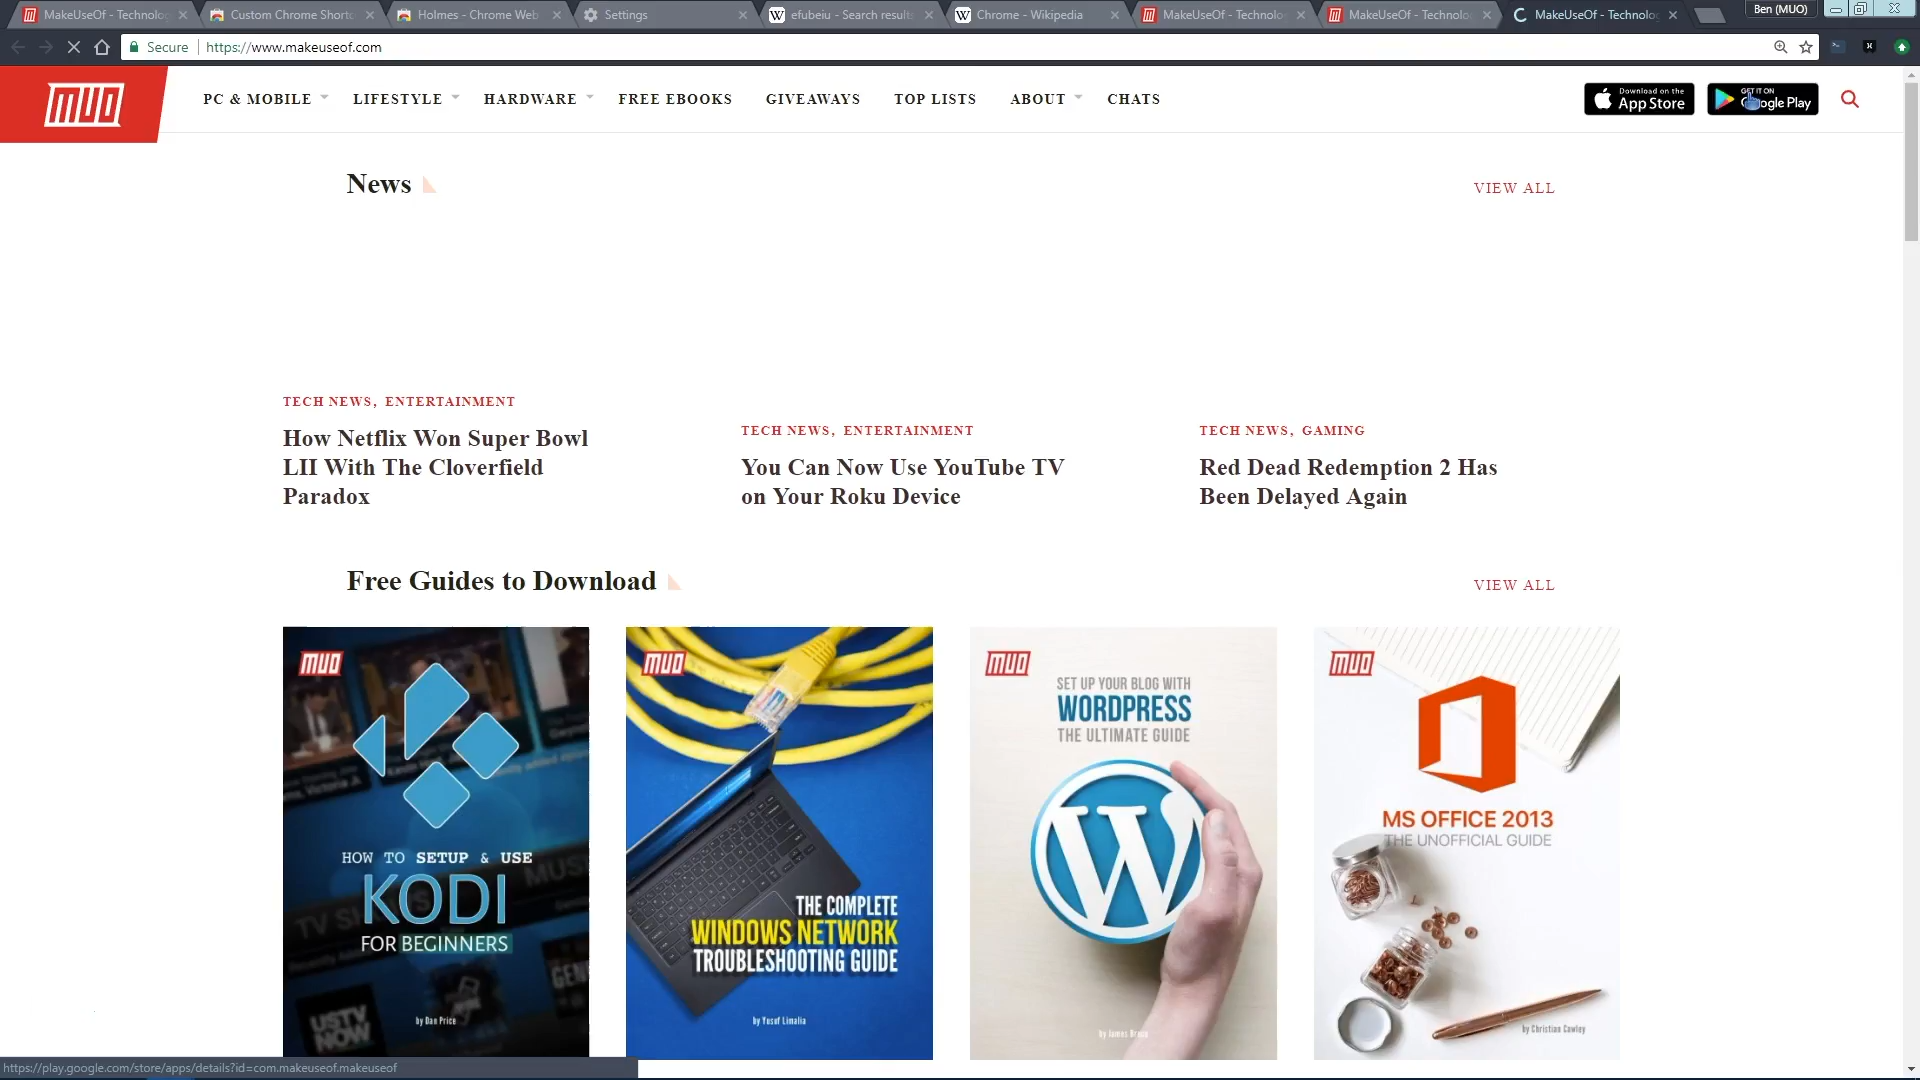 MakeUseOf - Technolo
Custom Chrome Shortc
Holmes - Chrome Web
Settings
efubeiu - Search results
Chrome - Wikipedia
MakeUseOf - Technolo
MakeUseOf - Technolo
MakeUseOf - Technolog
Ben (MUO)
Secure
https://www.makeuseof.com
MUO
PC & MOBILE
LIFESTYLE
HARDWARE
FREE EBOOKS
GIVEAWAYS
TOP LISTS
ABOUT
CHATS
Download on the
App Store
GET IT ON
Google Play
News
VIEW ALL
TECH NEWS, ENTERTAINMENT
How Netflix Won Super Bowl
LII With The Cloverfield
Paradox
TECH NEWS, ENTERTAINMENT
You Can Now Use YouTube TV
on Your Roku Device
TECH NEWS, GAMING
Red Dead Redemption 2 Has
Been Delayed Again
Free Guides to Download
VIEW ALL
MUO
HOW TO SETUP & USE
KODI
FOR BEGINNERS
USTV
NOW
by Dan Price
MUO
THE COMPLETE
WINDOWS NETWORK
TROUBLESHOOTING GUIDE
by Yusuf Limalia
MUO
SET UP YOUR BLOG WITH
WORDPRESS
THE ULTIMATE GUIDE
by James Bruce
MUO
MS OFFICE 2013
THE UNOFFICIAL GUIDE
by Christian Cawley
https://play.google.com/store/apps/details?id=com.makeuseof.makeuseof